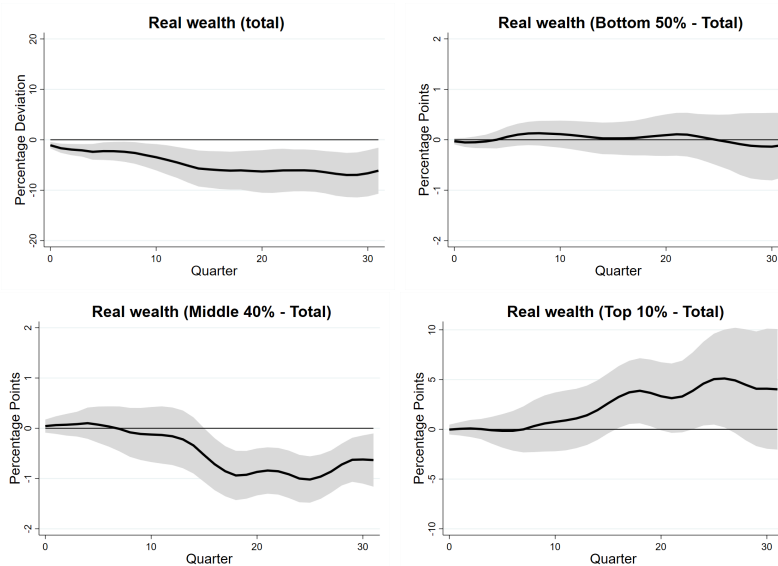 Real wealth (total)
Percentage Deviation
20
10
0
-10
-20
0 10 20 30
Quarter
Real wealth (Bottom 50% - Total)
Percentage Points
2
1
0
-1
-2
0 10 20 30
Quarter
Real wealth (Middle 40% - Total)
Percentage Points
2
1
0
-1
-2
0 10 20 30
Quarter
Real wealth (Top 10% - Total)
Percentage Points
10
5
0
-5
-10
0 10 20 30
Quarter